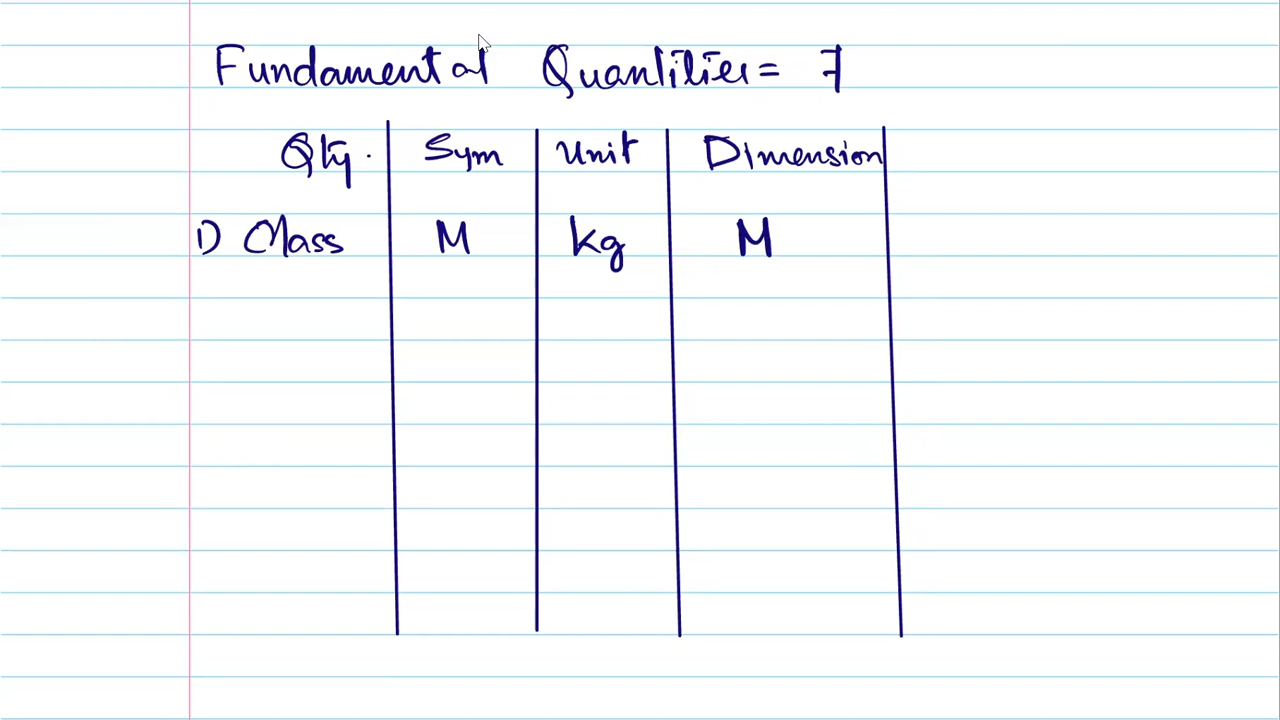 Fundamental Quantities = 7
Qty. Sym Unit Dimension
1) Mass M kg M